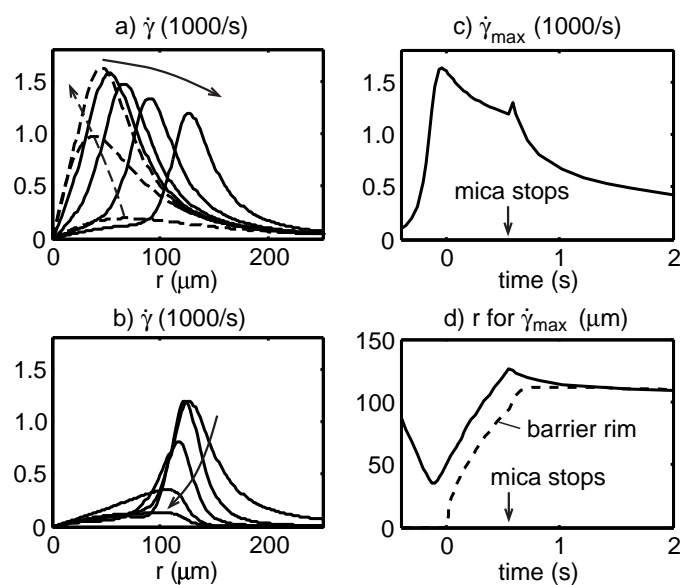 a) γ̇ (1000/s)
1.5
1.0
0.5
0
0 100 200
r (μm)
c) γ̇max (1000/s)
1.5
1.0
0.5
0
mica stops
0 1 2
time (s)
b) γ̇ (1000/s)
1.5
1.0
0.5
0
0 100 200
r (μm)
d) r for γ̇max (μm)
150
100
50
0
barrier rim
mica stops
0 1 2
time (s)